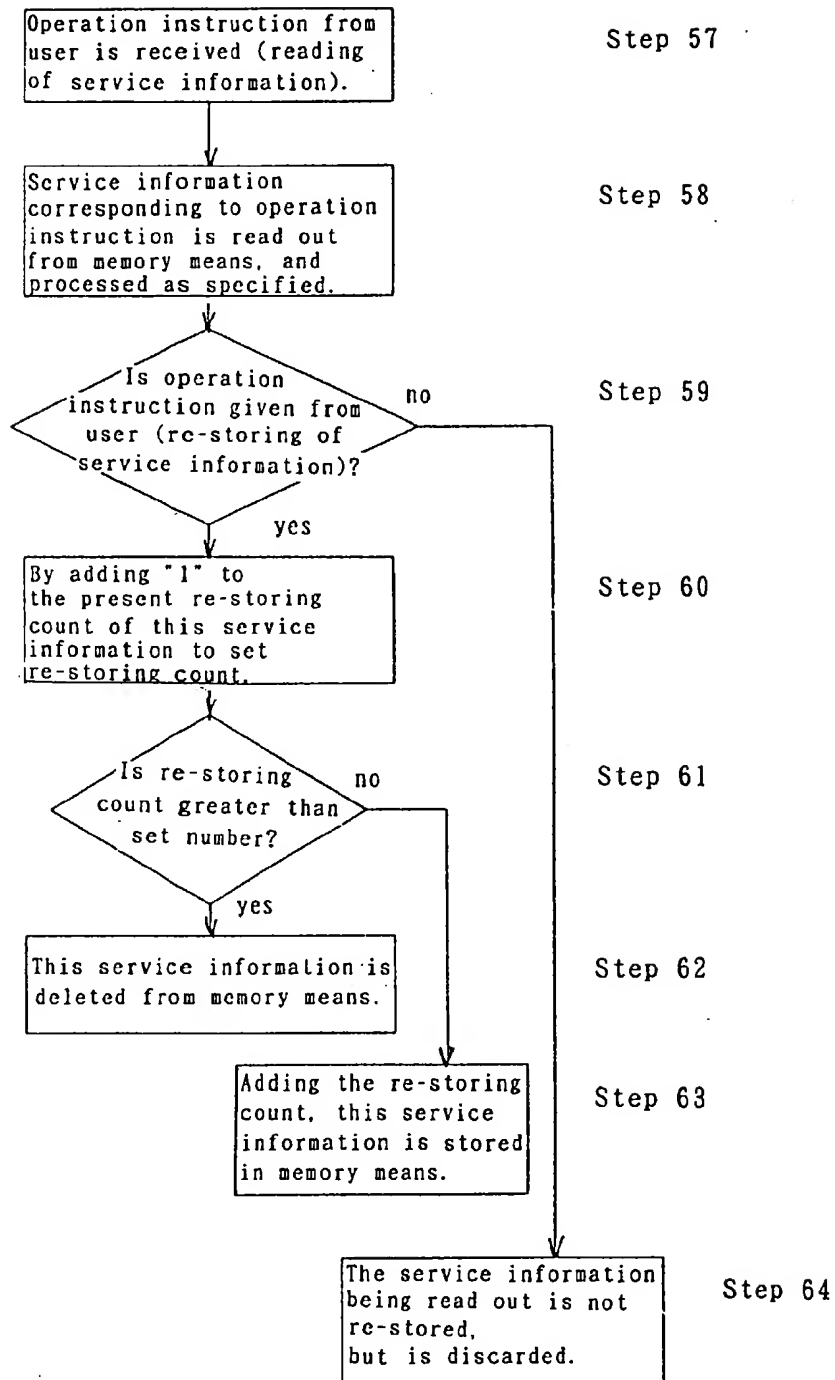 Operation instruction from
user is received (reading
of service information).
Step 57
Service information
corresponding to operation
instruction is read out
from memory means, and
processed as specified.
Step 58
Is operation
instruction given from
user (re-storing of
service information)?
no
Step 59
yes
By adding "1" to
the present re-storing
count of this service
information to set
re-storing count.
Step 60
Is re-storing
count greater than
set number?
no
Step 61
yes
This service information is
deleted from memory means.
Step 62
Adding the re-storing
count, this service
information is stored
in memory means.
Step 63
The service information
being read out is not
re-stored,
but is discarded.
Step 64